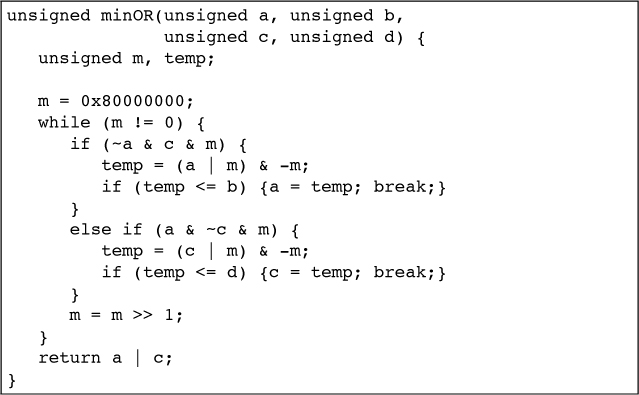 unsigned minOR(unsigned a, unsigned b,
               unsigned c, unsigned d) {
   unsigned m, temp;

   m = 0x80000000;
   while (m != 0) {
      if (~a & c & m) {
         temp = (a | m) & -m;
         if (temp <= b) {a = temp; break;}
      }
      else if (a & ~c & m) {
         temp = (c | m) & -m;
         if (temp <= d) {c = temp; break;}
      }
      m = m >> 1;
   }
   return a | c;
}